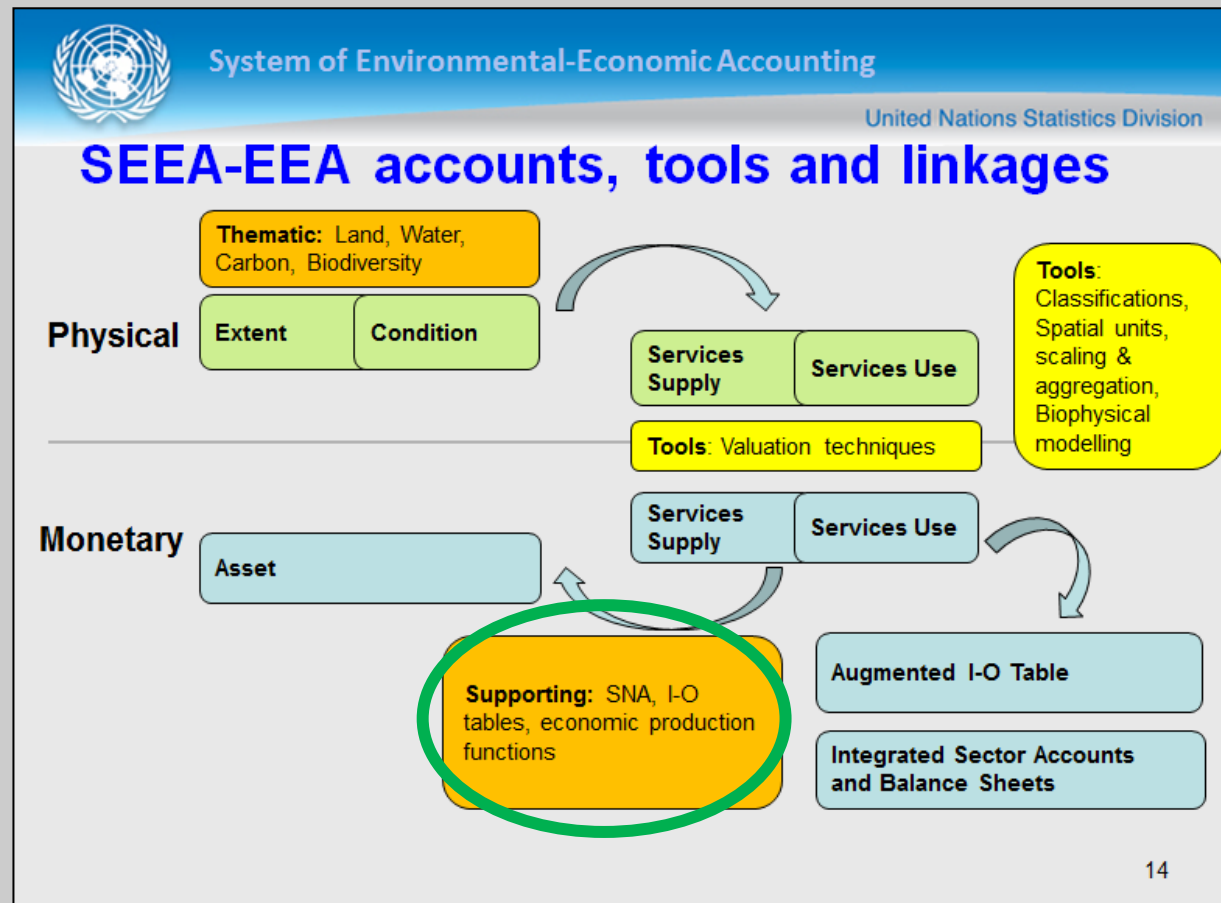 System of Environmental-Economic Accounting
United Nations Statistics Division
SEEA-EEA accounts, tools and linkages
Thematic: Land, Water,
Carbon, Biodiversity
Physical
Extent
Condition
Services
Supply
Services Use
Tools:
Classifications,
Spatial units,
scaling &
aggregation,
Biophysical
modelling
Tools: Valuation techniques
Monetary
Asset
Services
Supply
Services Use
Supporting: SNA, I-O
tables, economic production
functions
Augmented I-O Table
Integrated Sector Accounts
and Balance Sheets
14